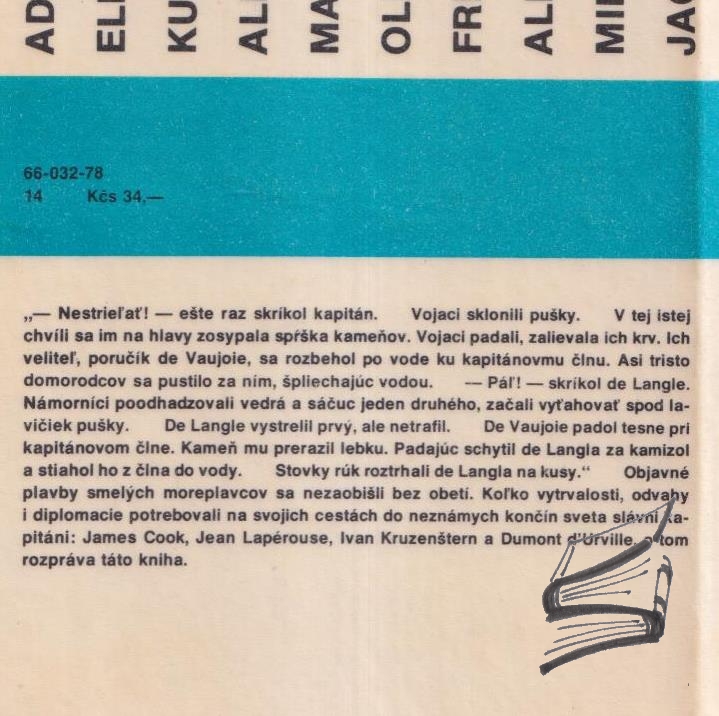 AD
ELI
KU
ALI
MA
OL
FR
ALI
MIL
JAC
66-032-78
14 Kčs 34,—
„— Nestrieľať! — ešte raz skríkol kapitán. Vojaci sklonili pušky. V tej istej
chvíli sa im na hlavy zosypala spŕška kameňov. Vojaci padali, zalievala ich krv. Ich
veliteľ, poručík de Vaujoie, sa rozbehol po vode ku kapitánovmu člnu. Asi tristo
domorodcov sa pustilo za ním, špliechajúc vodou. — Páľ! — skríkol de Langle.
Námorníci poodhadzovali vedrá a sáčuc jeden druhého, začali vyťahovať spod la-
vičiek pušky. De Langle vystrelil prvý, ale netrafil. De Vaujoie padol tesne pri
kapitánovom člne. Kameň mu prerazil lebku. Padajúc schytil de Langla za kamizol
a stiahol ho z člna do vody. Stovky rúk roztrhali de Langla na kusy.“ Objavné
plavby smelých moreplavcov sa nezaobišli bez obetí. Koľko vytrvalosti, odvahy
i diplomacie potrebovali na svojich cestách do neznámych končín sveta slávni ka-
pitáni: James Cook, Jean Lapérouse, Ivan Kruzenštern a Dumont d'Urville, o tom
rozpráva táto kniha.